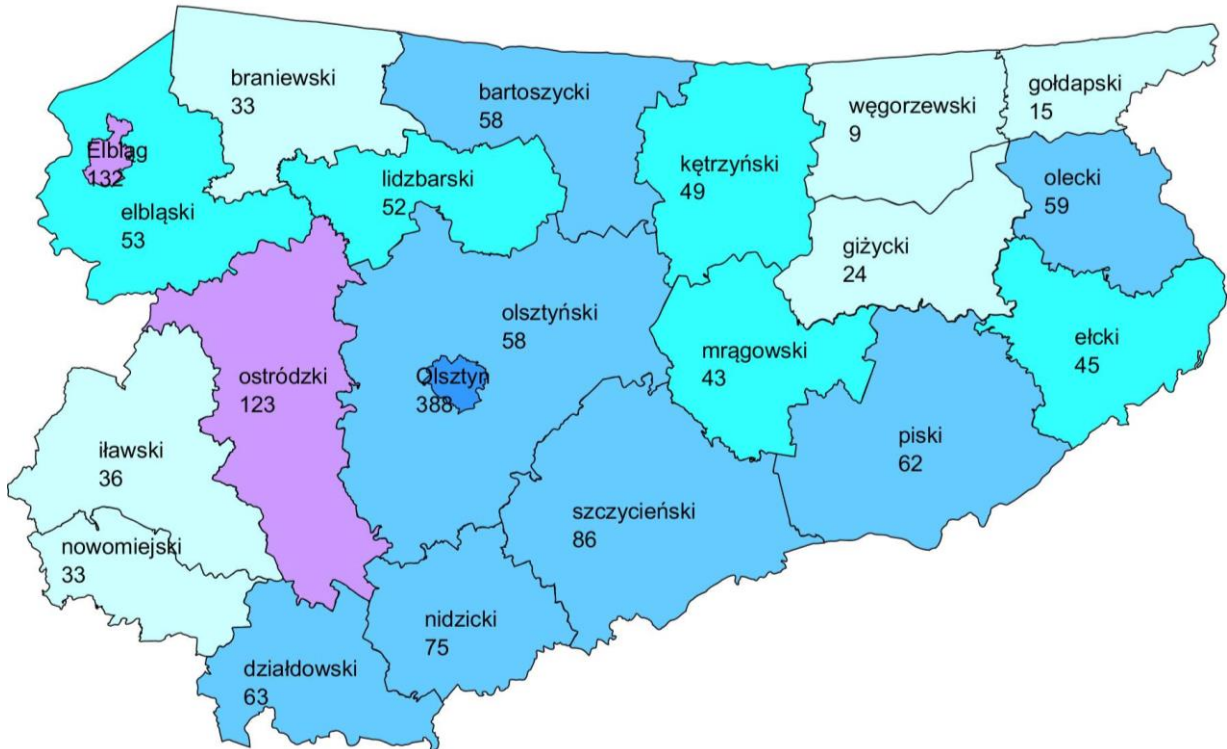 braniewski
33
bartoszycki
58
węgorzewski
9
gołdapski
15
Elbląg
132
elbląski
53
lidzbarski
52
kętrzyński
49
olecki
59
giżycki
24
olsztyński
58
mrągowski
43
ełcki
45
ostródzki
123
Olsztyn
388
iławski
36
piski
62
szczycieński
86
nowomiejski
33
nidzicki
75
działdowski
63